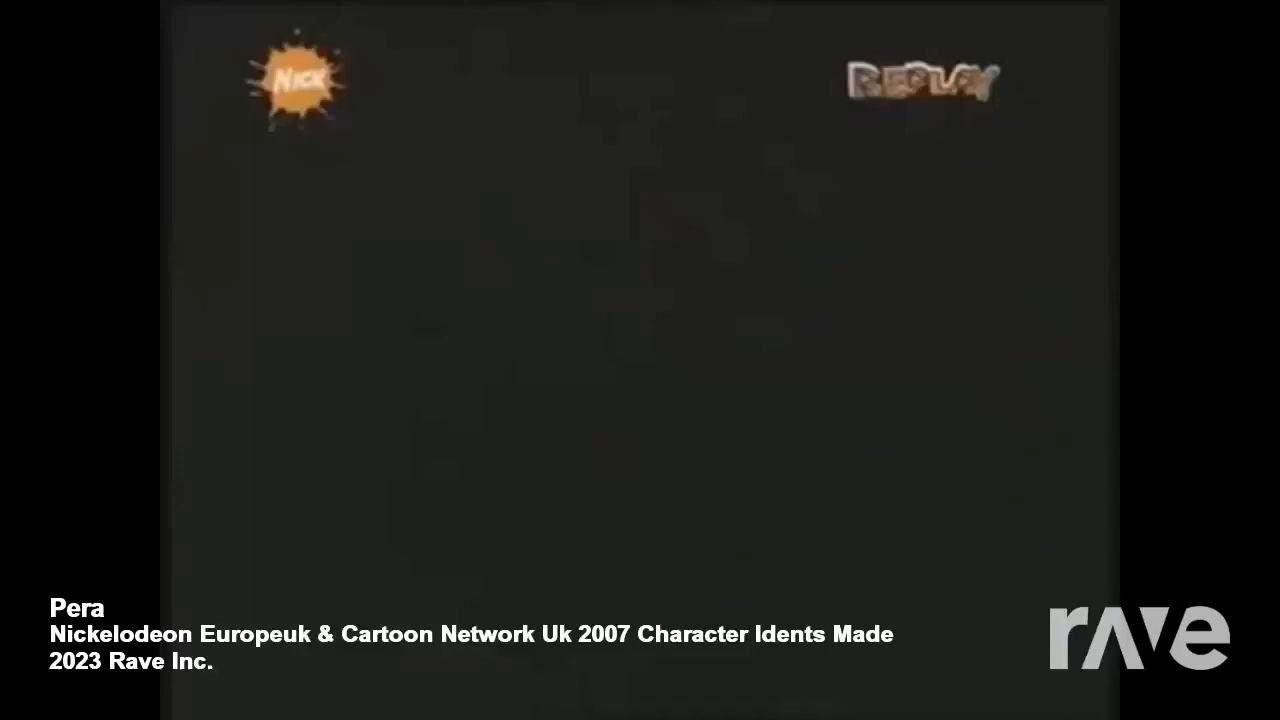 NICK
REPLAY
Pera
Nickelodeon Europeuk & Cartoon Network Uk 2007 Character Idents Made
2023 Rave Inc.
rave